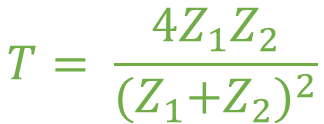 T = 4Z₁Z₂ / (Z₁+Z₂)²